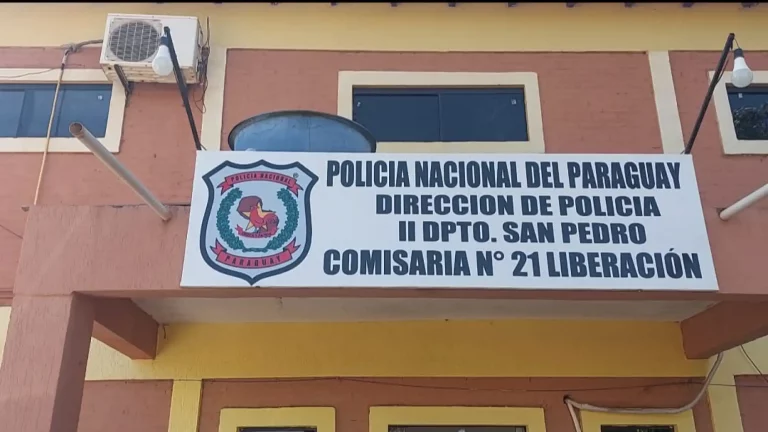 POLICIA NACIONAL DEL PARAGUAY
DIRECCION DE POLICIA
II DPTO. SAN PEDRO
COMISARIA N° 21 LIBERACIÓN
POLICIA NACIONAL
PARAGUAY